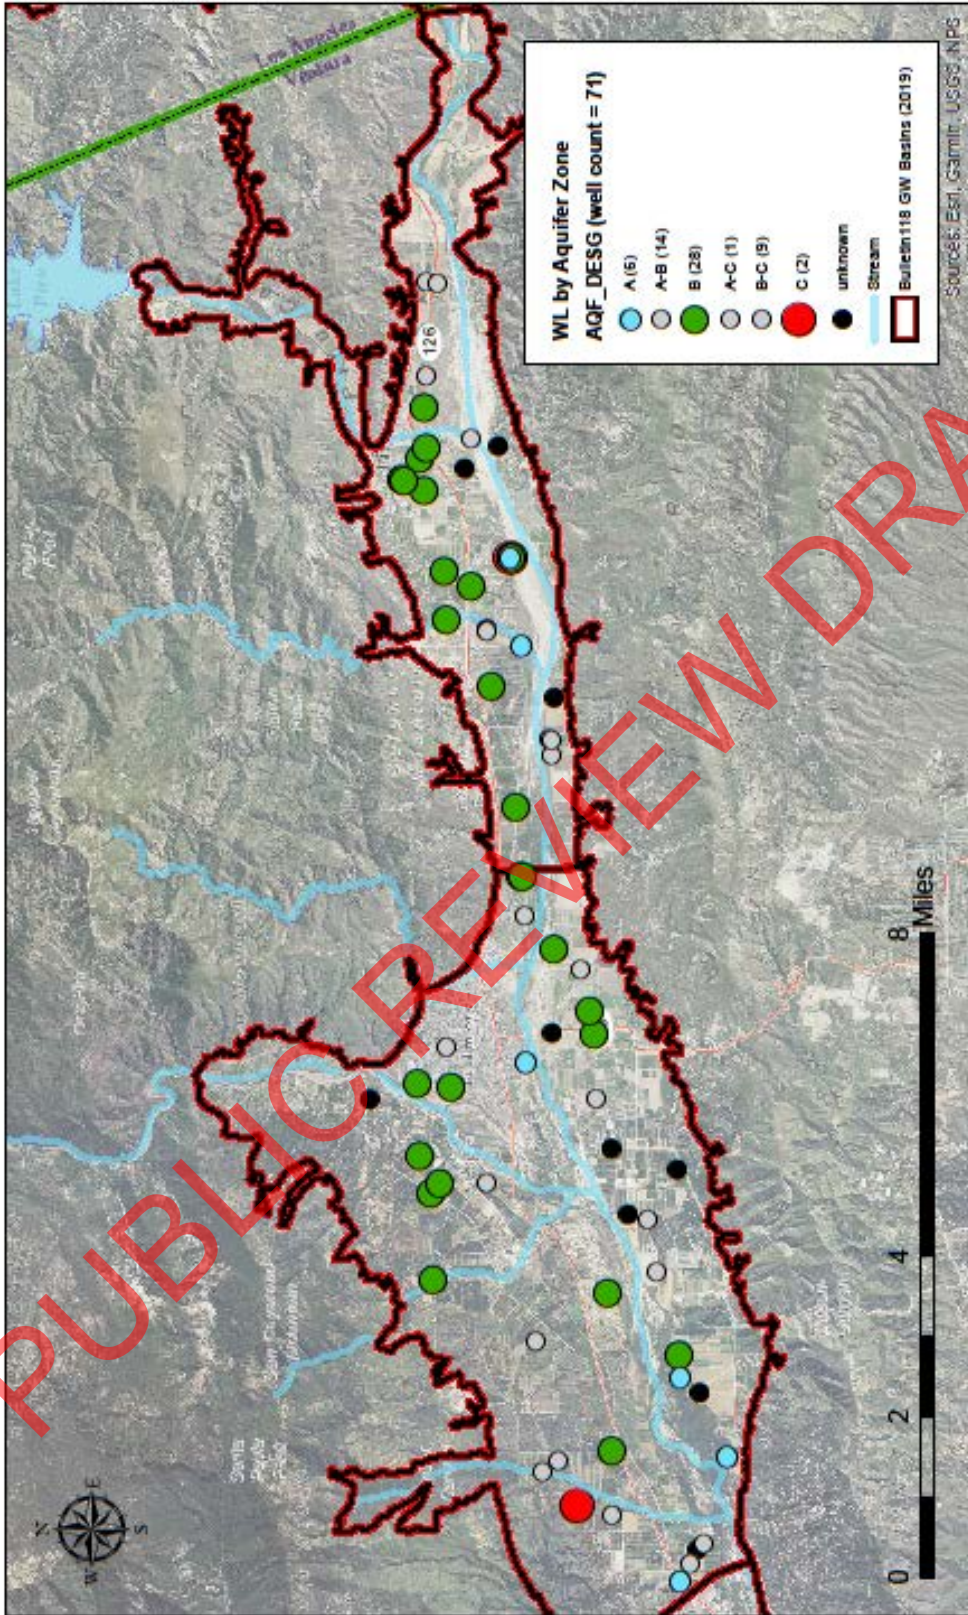 WL by Aquifer Zone
AQF_DESG (well count = 71)
A (6)
A-B (14)
B (28)
A-C (1)
B-C (9)
C (2)
unknown
Stream
Bulletin118 GW Basins (2019)
Sources: Esri, Garmin, USGS, NPS
Los Angeles
Ventura
126
N
W
E
S
0
2
4
8
Miles
PUBLIC REVIEW DRA